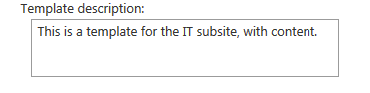 Template description:
This is a template for the IT subsite, with content.